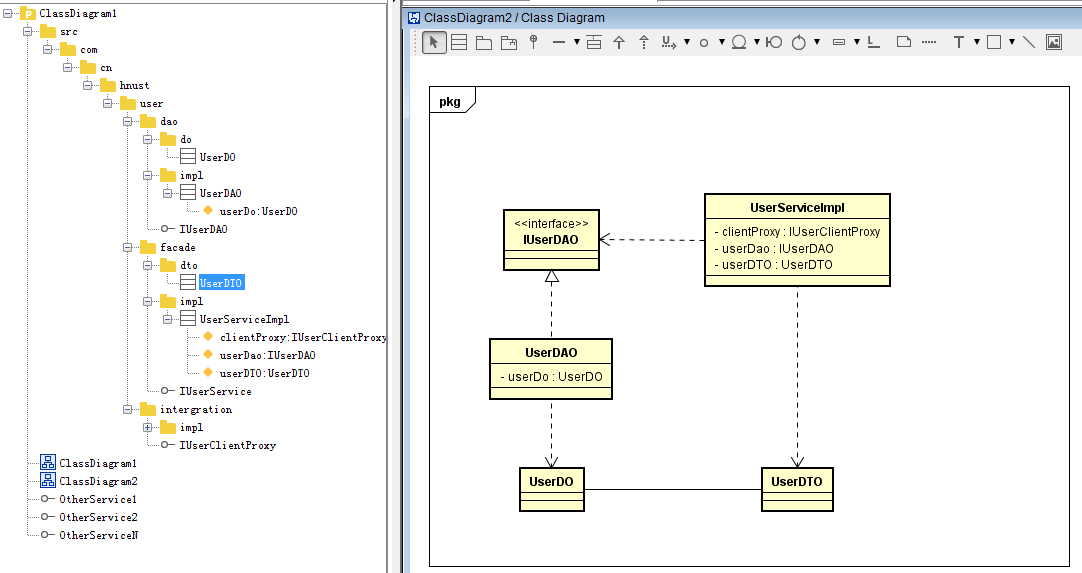 ClassDiagram1
src
com
cn
hnust
user
dao
do
UserDO
impl
UserDAO
userDo:UserDO
IUserDAO
facade
dto
UserDTO
impl
UserServiceImpl
clientProxy:IUserClientProxy
userDao:IUserDAO
userDTO:UserDTO
IUserService
intergration
impl
IUserClientProxy
ClassDiagram1
ClassDiagram2
OtherService1
OtherService2
OtherServiceN
ClassDiagram2 / Class Diagram
T
pkg
<<interface>>
IUserDAO
UserServiceImpl
- clientProxy : IUserClientProxy
- userDao : IUserDAO
- userDTO : UserDTO
UserDAO
- userDo : UserDO
UserDO
UserDTO